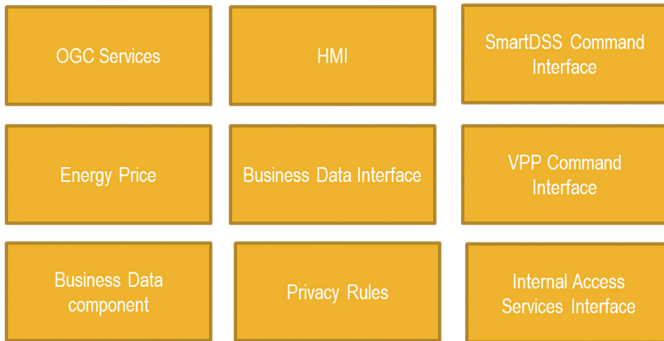 OGC Services
HMI
SmartDSS Command
Interface
Energy Price
Business Data Interface
VPP Command
Interface
Business Data
component
Privacy Rules
Internal Access
Services Interface